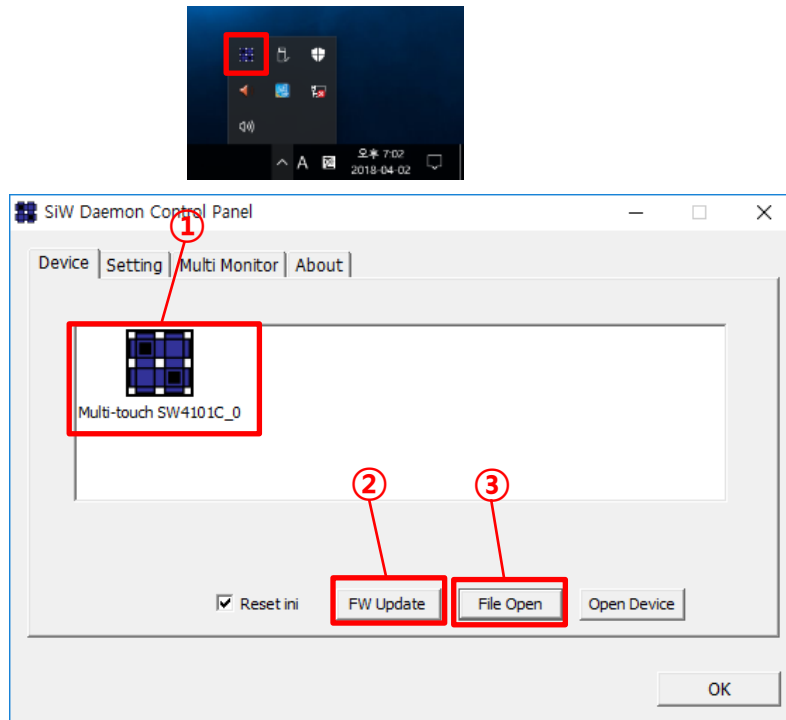 A
오후 7:02
2018-04-02
SiW Daemon Control Panel
①
Device Setting Multi Monitor About
Multi-touch SW4101C_0
② ③
Reset ini FW Update File Open Open Device
OK